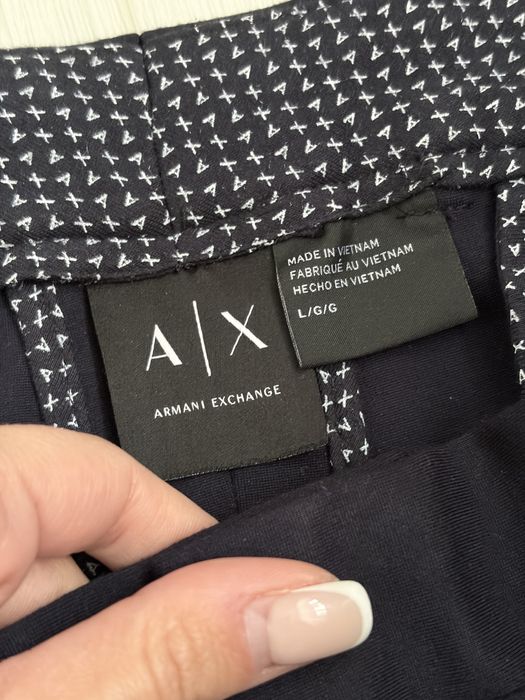 A|X
ARMANI EXCHANGE
MADE IN VIETNAM
FABRIQUÉ AU VIETNAM
HECHO EN VIETNAM
L/G/G